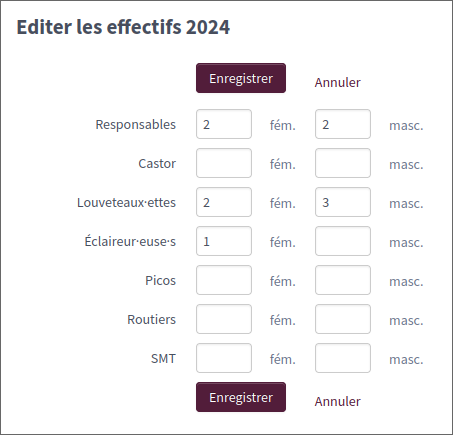 Editer les effectifs 2024
Enregistrer Annuler
Responsables 2 fém. 2 masc.
Castor fém. masc.
Louveteaux·ettes 2 fém. 3 masc.
Éclaireur·euse·s 1 fém. masc.
Picos fém. masc.
Routiers fém. masc.
SMT fém. masc.
Enregistrer Annuler